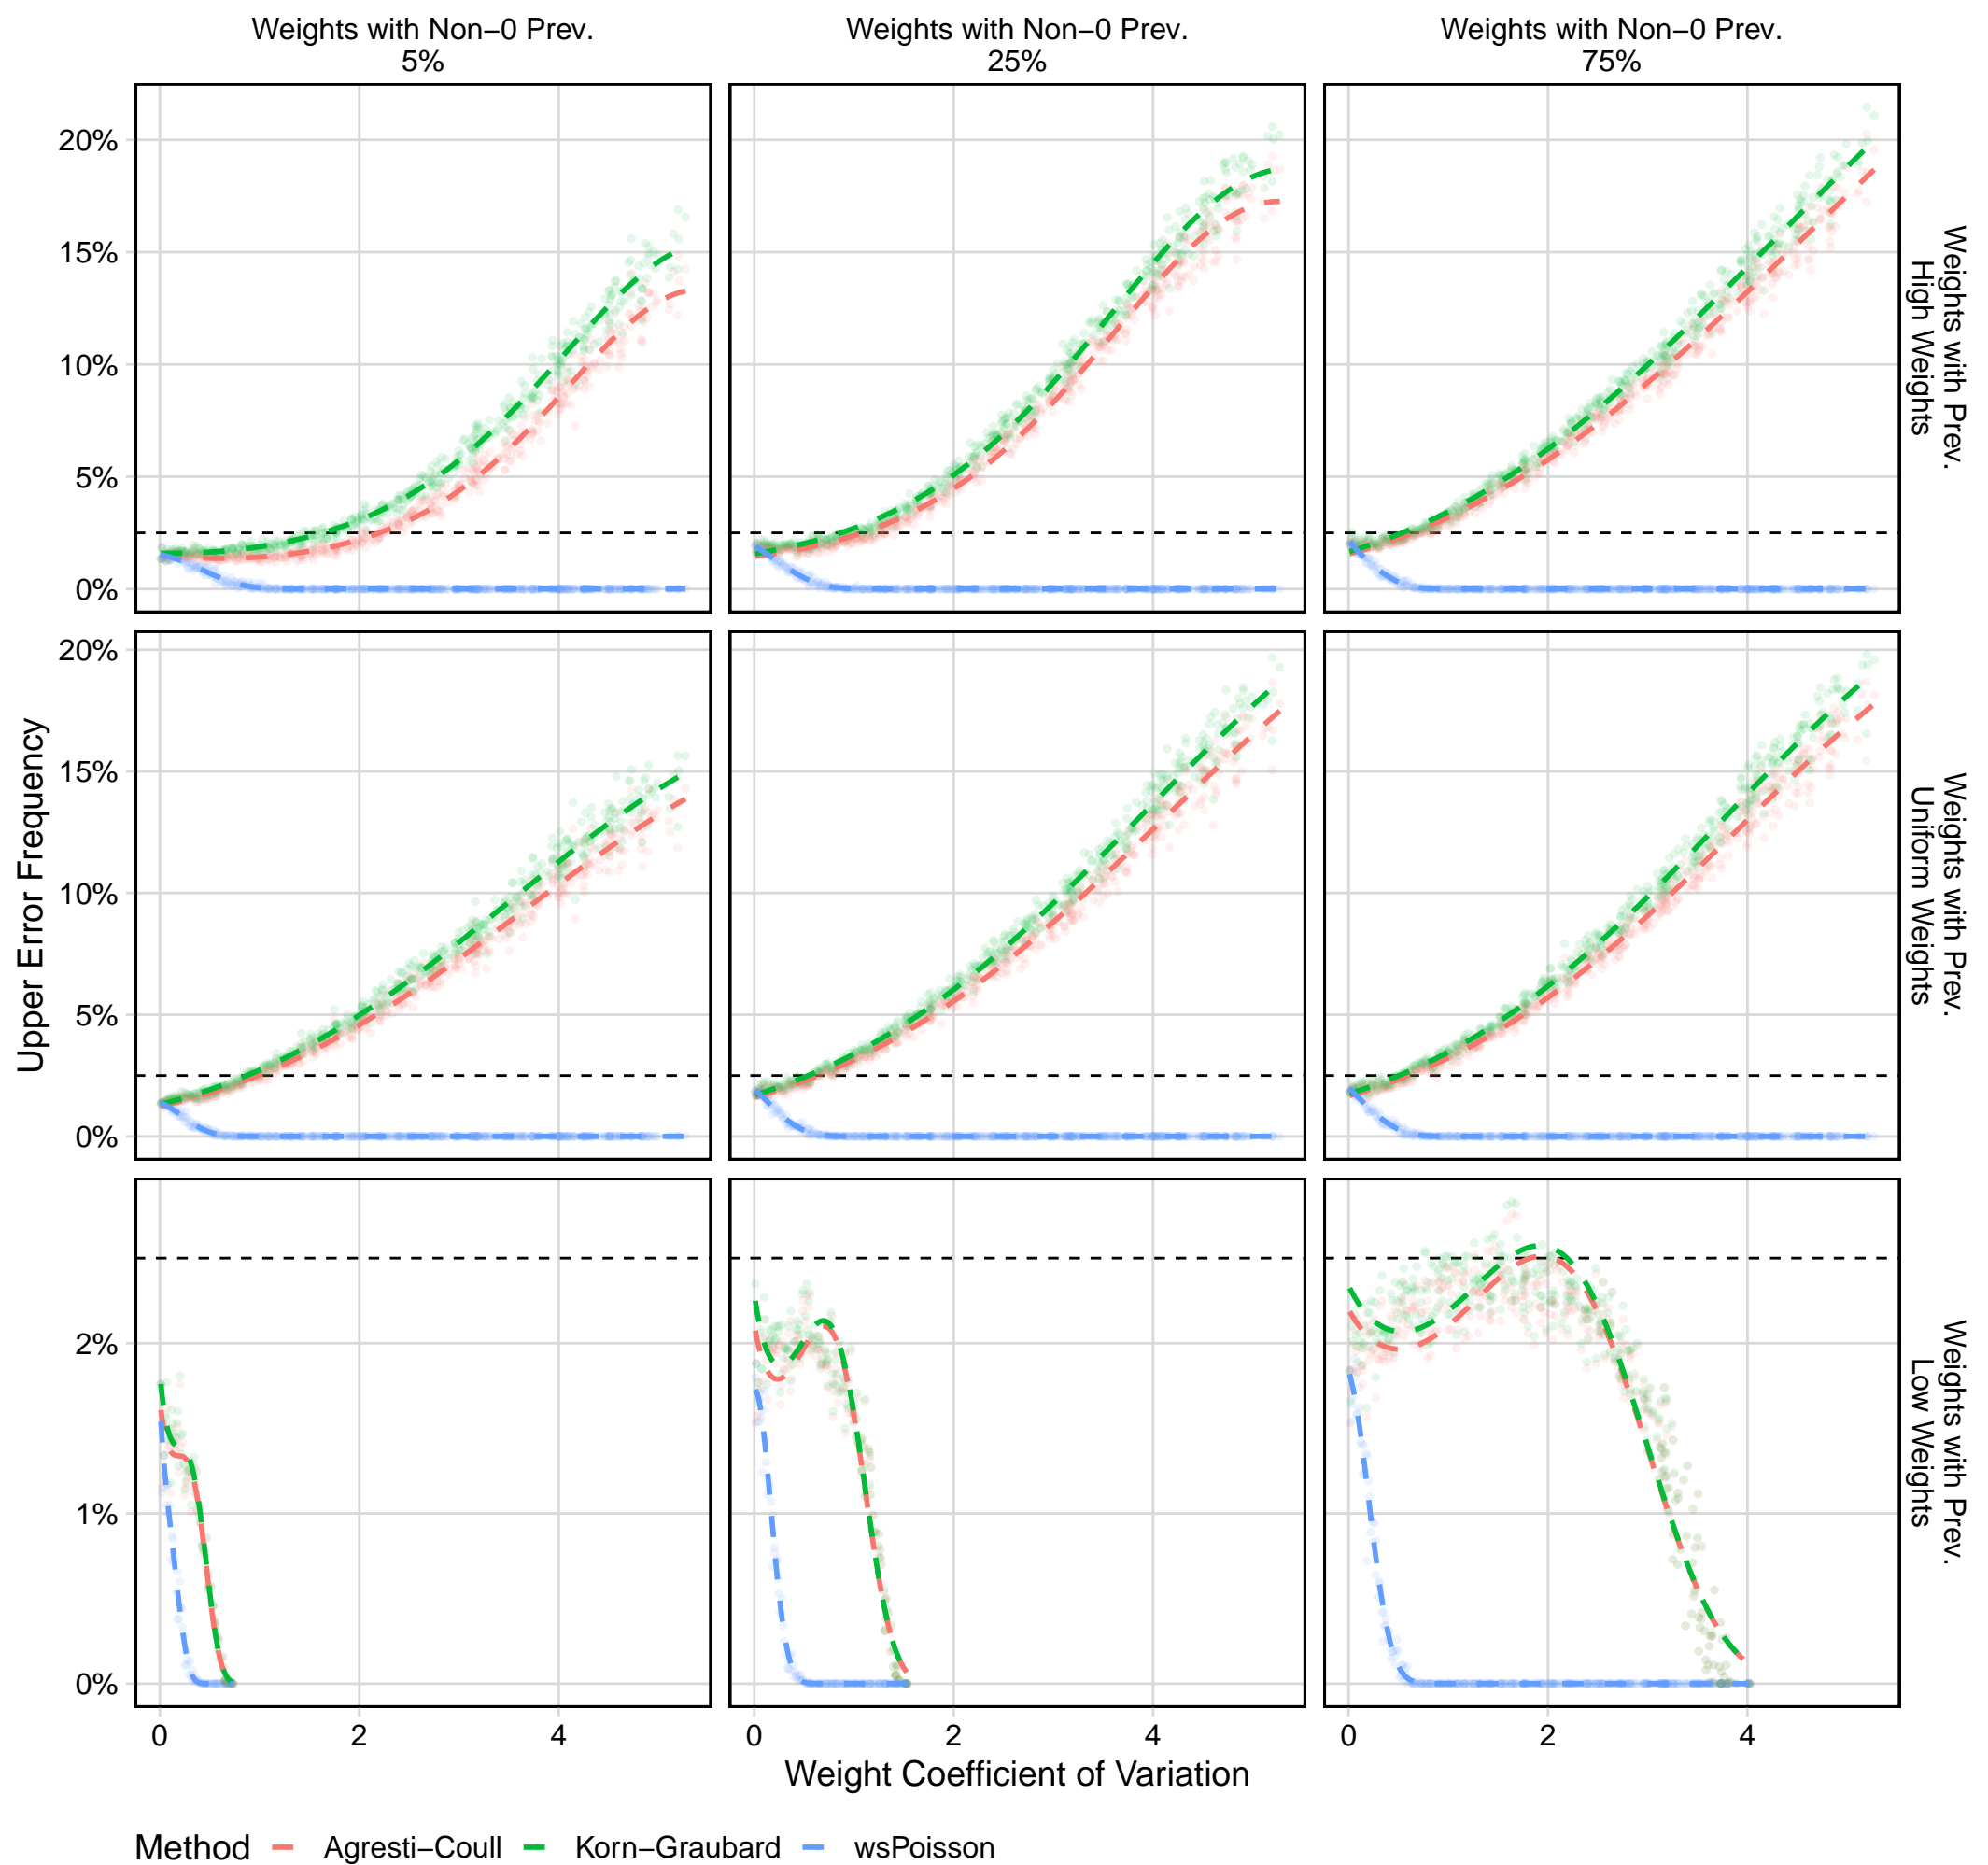 Weights with Non−0 Prev.
5%
Weights with Non−0 Prev.
25%
Weights with Non−0 Prev.
75%
20%
15%
10%
5%
0%
Weights with Prev.
High Weights
20%
15%
10%
5%
0%
Weights with Prev.
Uniform Weights
2%
1%
0%
Weights with Prev.
Low Weights
Upper Error Frequency
0 2 4
0 2 4
0 2 4
Weight Coefficient of Variation
Method Agresti−Coull Korn−Graubard wsPoisson